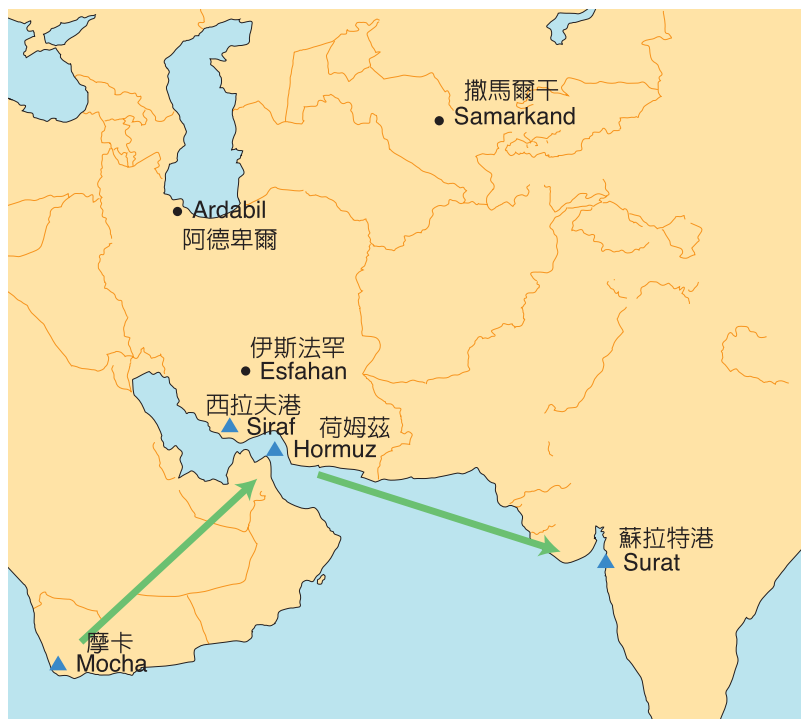 撒馬爾干
Samarkand
Ardabil
阿德卑爾
伊斯法罕
Esfahan
西拉夫港
Siraf
荷姆茲
Hormuz
蘇拉特港
Surat
摩卡
Mocha